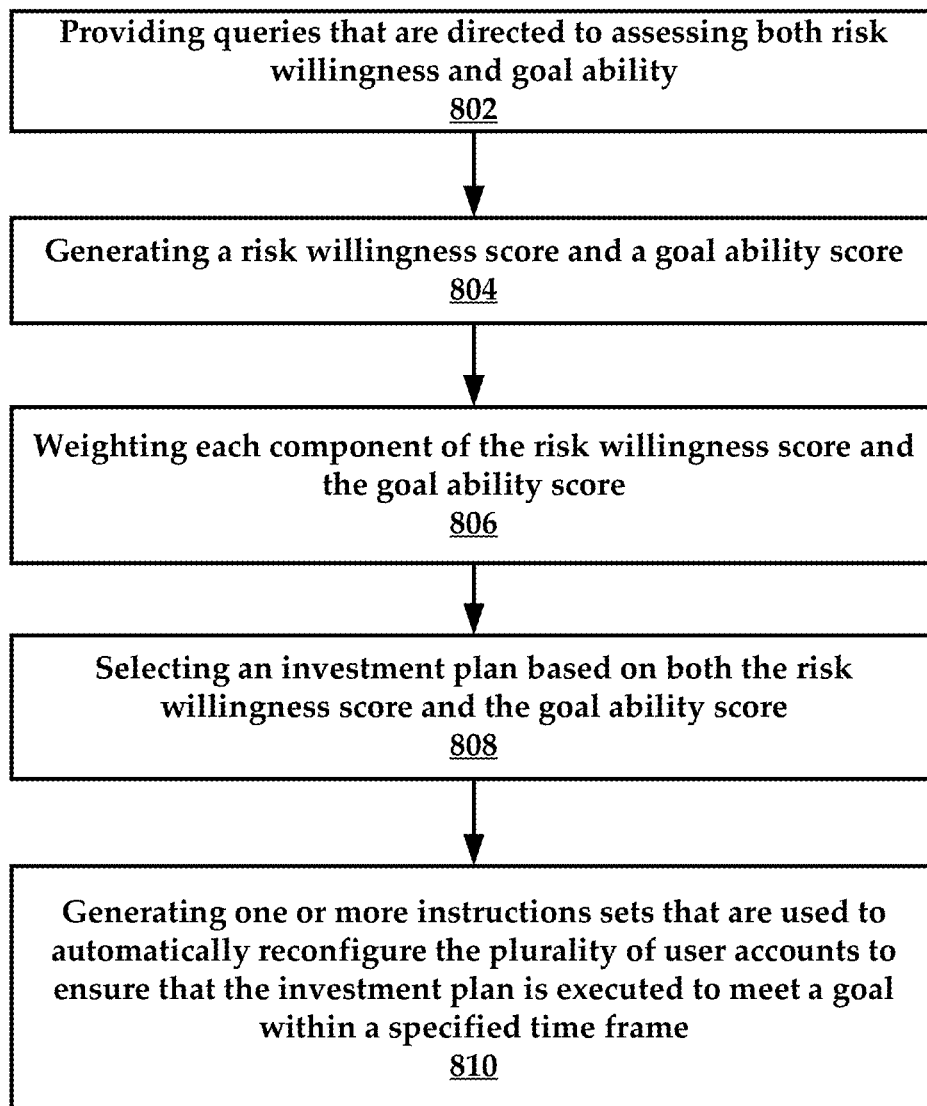 Providing queries that are directed to assessing both risk
willingness and goal ability
802
Generating a risk willingness score and a goal ability score
804
Weighting each component of the risk willingness score and
the goal ability score
806
Selecting an investment plan based on both the risk
willingness score and the goal ability score
808
Generating one or more instructions sets that are used to
automatically reconfigure the plurality of user accounts to
ensure that the investment plan is executed to meet a goal
within a specified time frame
810